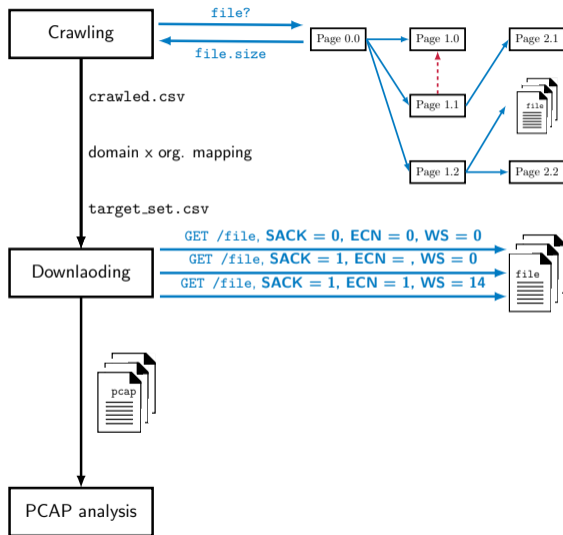 Crawling
file?
file.size
Page 0.0
Page 1.0
Page 2.1
Page 1.1
file
Page 1.2
Page 2.2
crawled.csv
domain x org. mapping
target_set.csv
Downlaoding
GET /file, SACK = 0, ECN = 0, WS = 0
GET /file, SACK = 1, ECN = , WS = 0
GET /file, SACK = 1, ECN = 1, WS = 14
file
pcap
PCAP analysis